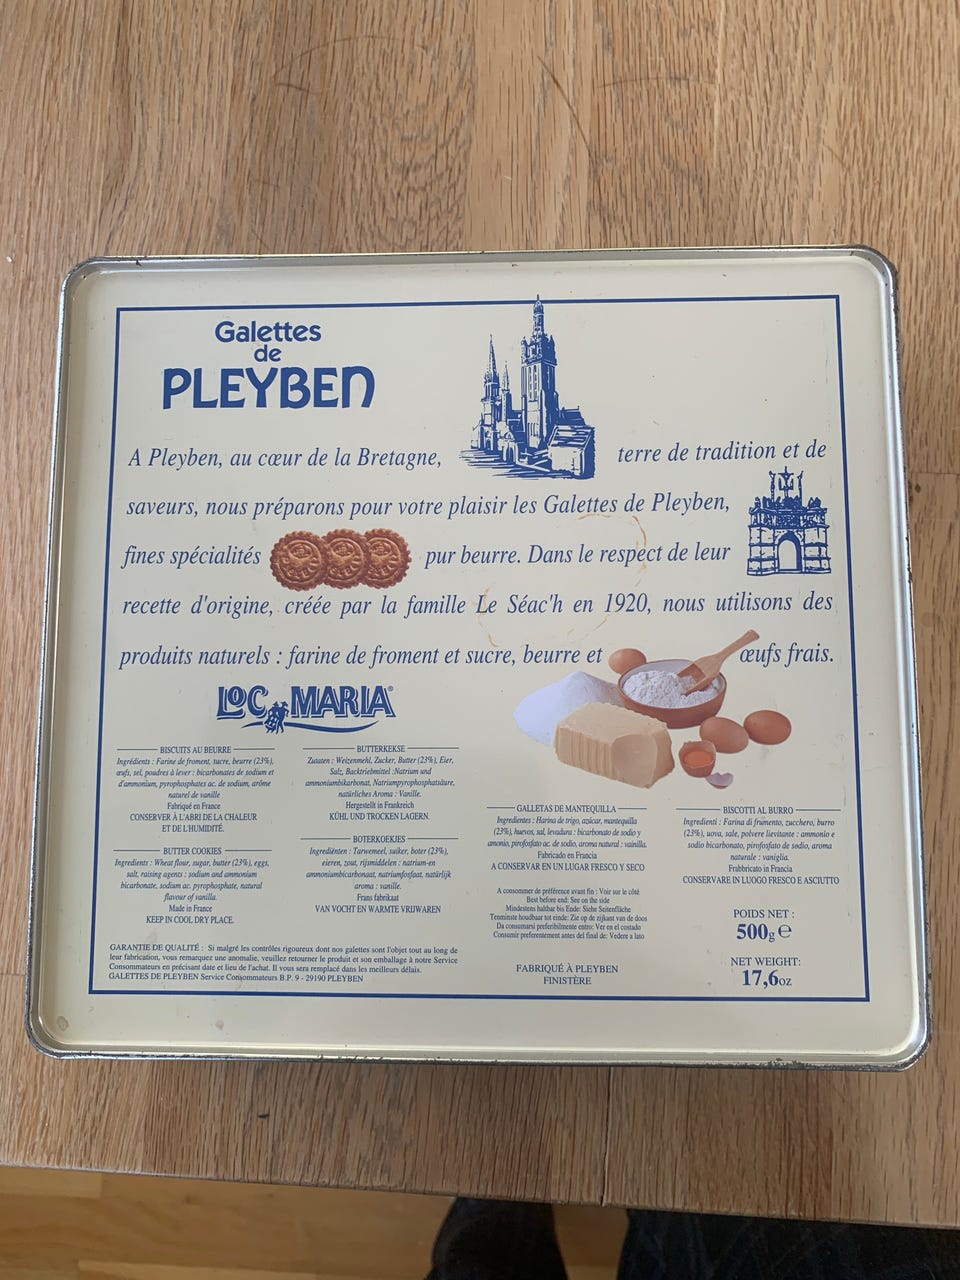 Galettes
de
PLEYBEN
A Pleyben, au cœur de la Bretagne, terre de tradition et de
saveurs, nous préparons pour votre plaisir les Galettes de Pleyben,
fines spécialités pur beurre. Dans le respect de leur
recette d'origine, créée par la famille Le Séac'h en 1920, nous utilisons des
produits naturels : farine de froment et sucre, beurre et œufs frais.
LOC MARIA®
BISCUITS AU BEURRE
Ingrédients : Farine de froment, sucre, beurre (23%),
œufs, sel, poudres à lever : bicarbonates de sodium et
d'ammonium, pyrophosphates ac. de sodium, arôme
naturel de vanille
Fabriqué en France
CONSERVER À L'ABRI DE LA CHALEUR
ET DE L'HUMIDITÉ.
BUTTER COOKIES
Ingredients : Wheat flour, sugar, butter (23%), eggs,
salt, raising agents : sodium and ammonium
bicarbonate, sodium ac. pyrophosphate, natural
flavour of vanilla.
Made in France
KEEP IN COOL DRY PLACE.
BUTTERKEKSE
Zutaten : Weizenmehl, Zucker, Butter (23%), Eier,
Salz, Backtriebmittel :Natrium und
ammoniumbikarbonat, Natriumpyrophosphatsäure,
natürliches Aroma : Vanille.
Hergestellt in Frankreich
KÜHL UND TROCKEN LAGERN.
BOTERKOEKJES
Ingrediënten : Tarwemeel, suiker, boter (23%),
eieren, zout, rijsmiddelen : natrium-en
ammoniumbicarbonaat, natriumfosfaat, natürlijk
aroma : vanille.
Frans fabrikaat
VAN VOCHT EN WARMTE VRIJWAREN
GALLETAS DE MANTEQUILLA
Ingredientes : Harina de trigo, azúcar, mantequilla
(23%), huevos, sal, levadura : bicarbonato de sodio y
amonio, pirofosfato ac. de sodio, aroma natural : vainilla.
Fabricado en Francia
A CONSERVAR EN UN LUGAR FRESCO Y SECO
BISCOTTI AL BURRO
Ingredienti : Farina di frumento, zucchero, burro
(23%), uova, sale, polvere lievitante : ammonio e
sodio bicarbonato, pirofosfato de sodio, aroma
naturale : vaniglia.
Frabbricato in Francia
CONSERVARE IN LUOGO FRESCO E ASCIUTTO
A consommer de préférence avant fin : Voir sur le côté
Best before end: See on the side
Mindestens haltbar bis Ende: Siehe Seitenfläche
Tenminste houdbaar tot einde: Zie op de zijkant van de doos
Da consumarsi preferibilmente entro: Ver en el costado
Consumir preferentement antes del final de: Vedere a lato
GARANTIE DE QUALITÉ : Si malgré les contrôles rigoureux dont nos galettes sont l'objet tout au long de
leur fabrication, vous remarquez une anomalie, veuillez retourner le produit et son emballage à notre Service
Consommateurs en précisant date et lieu de l'achat. Il vous sera remplacé dans les meilleurs délais.
GALETTES DE PLEYBEN Service Consommateurs B.P. 9 - 29190 PLEYBEN
FABRIQUÉ À PLEYBEN
FINISTÈRE
POIDS NET :
500g ℮
NET WEIGHT:
17,6oz